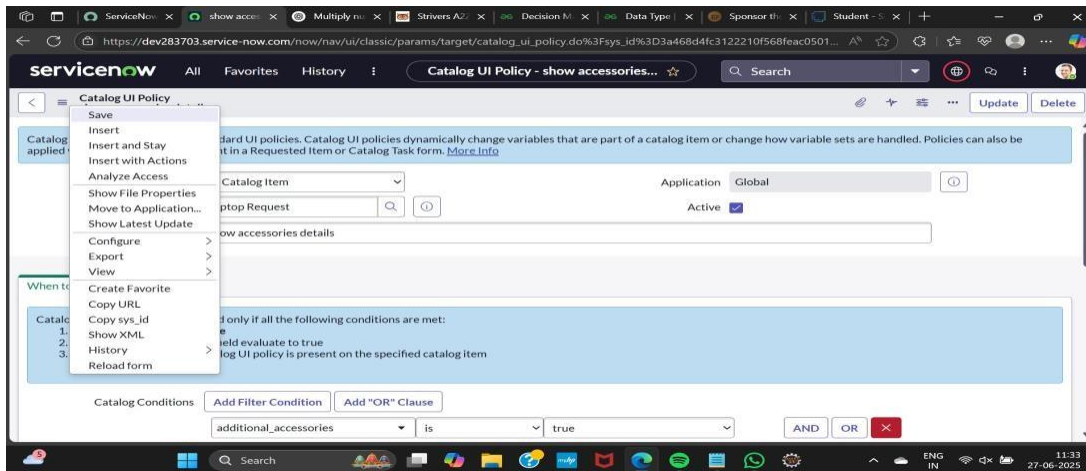 ServiceNow
show acces
Multiply nu
Strivers A2
Decision M
Data Type
Sponsor th
Student - S
https://dev283703.service-now.com/now/nav/ui/classic/params/target/catalog_ui_policy.do%3Fsys_id%3D3a468d4fc3122210f568feac0501...
servicenow All Favorites History Catalog UI Policy - show accessories... Search
Catalog UI Policy
Update Delete
Save
Insert
Insert and Stay
Insert with Actions
Analyze Access
Show File Properties
Move to Application...
Show Latest Update
Configure >
Export >
View >
Create Favorite
Copy URL
Copy sys_id
Show XML
History >
Reload form
Catalog dard UI policies. Catalog UI policies dynamically change variables that are part of a catalog item or change how variable sets are handled. Policies can also be
applied t in a Requested Item or Catalog Task form. More Info
Catalog Item Application Global
ptop Request Active
ow accessories details
When to
Catalo d only if all the following conditions are met:
1. e
2. ield evaluate to true
3. log UI policy is present on the specified catalog item
Catalog Conditions Add Filter Condition Add "OR" Clause
additional_accessories is true AND OR
Search
ENG
IN
11:33
27-06-2025